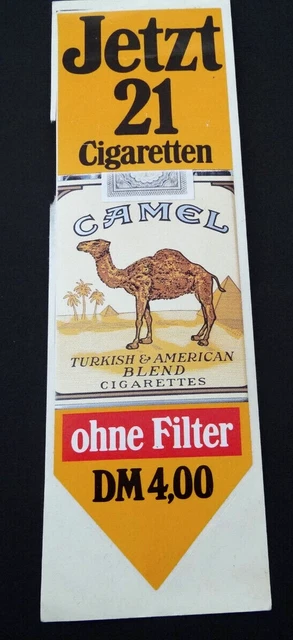 Jetzt
21
Cigaretten
CAMEL
TURKISH & AMERICAN
BLEND
CIGARETTES
ohne Filter
DM 4,00